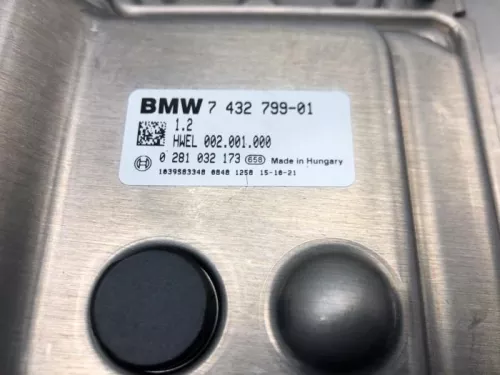 BMW 7 432 799-01
1.2
HWEL 002.001.000
0 281 032 173 658 Made in Hungary
1039S83348 0848 1258 15-10-21